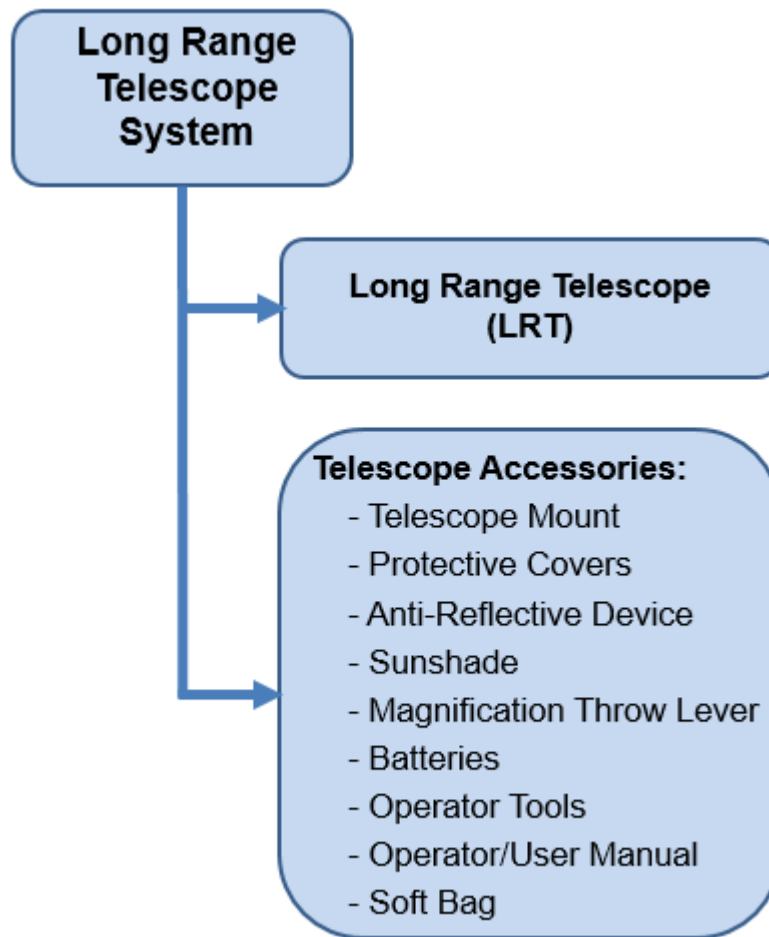 Long Range
Telescope
System
Long Range Telescope
(LRT)
Telescope Accessories:
- Telescope Mount
- Protective Covers
- Anti-Reflective Device
- Sunshade
- Magnification Throw Lever
- Batteries
- Operator Tools
- Operator/User Manual
- Soft Bag